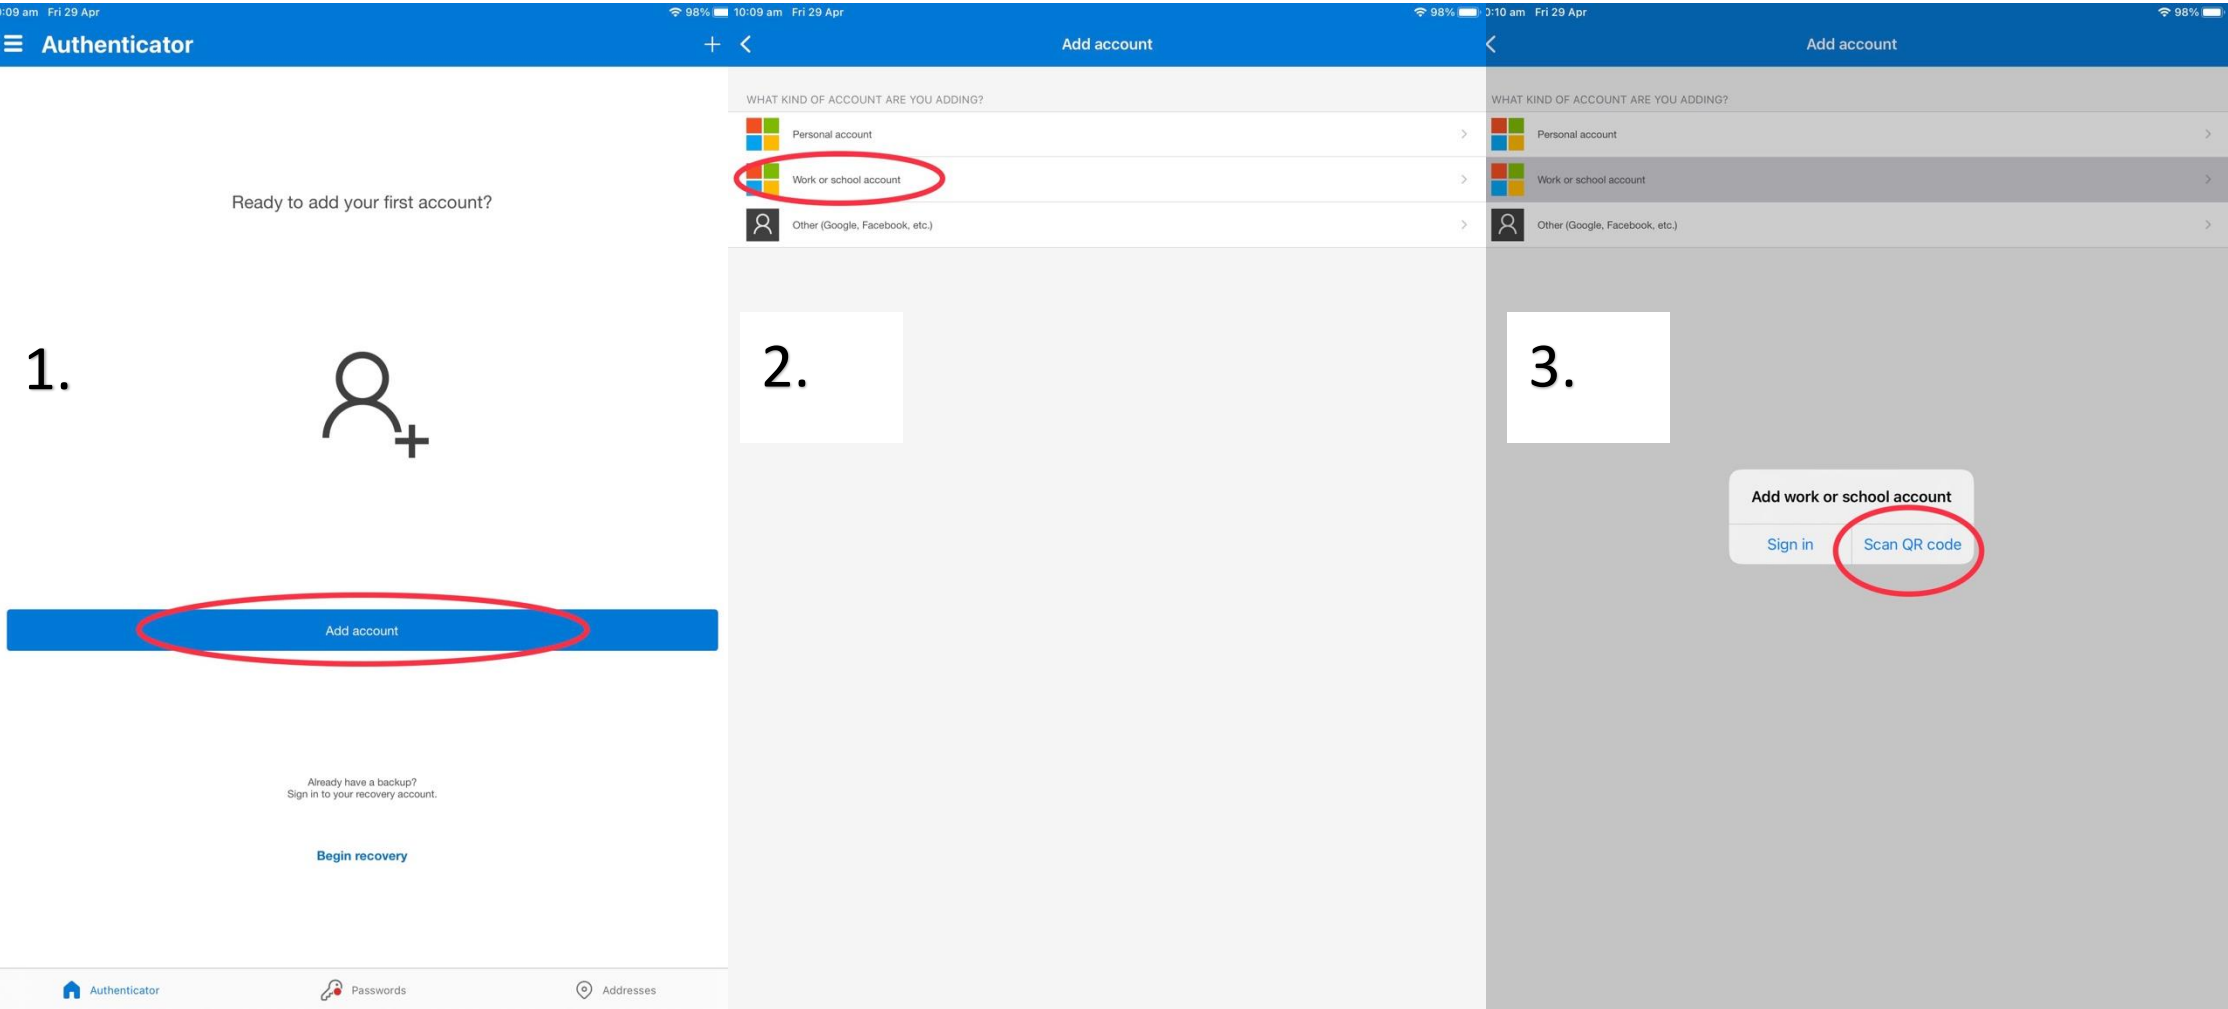 :09 am Fri 29 Apr 98%
Authenticator
Ready to add your first account?
1.
Add account
Already have a backup?
Sign in to your recovery account.
Begin recovery
Authenticator Passwords Addresses
10:09 am Fri 29 Apr 98%
Add account
WHAT KIND OF ACCOUNT ARE YOU ADDING?
Personal account
Work or school account
Other (Google, Facebook, etc.)
2.
:10 am Fri 29 Apr 98%
Add account
WHAT KIND OF ACCOUNT ARE YOU ADDING?
Personal account
Work or school account
Other (Google, Facebook, etc.)
3.
Add work or school account
Sign in Scan QR code